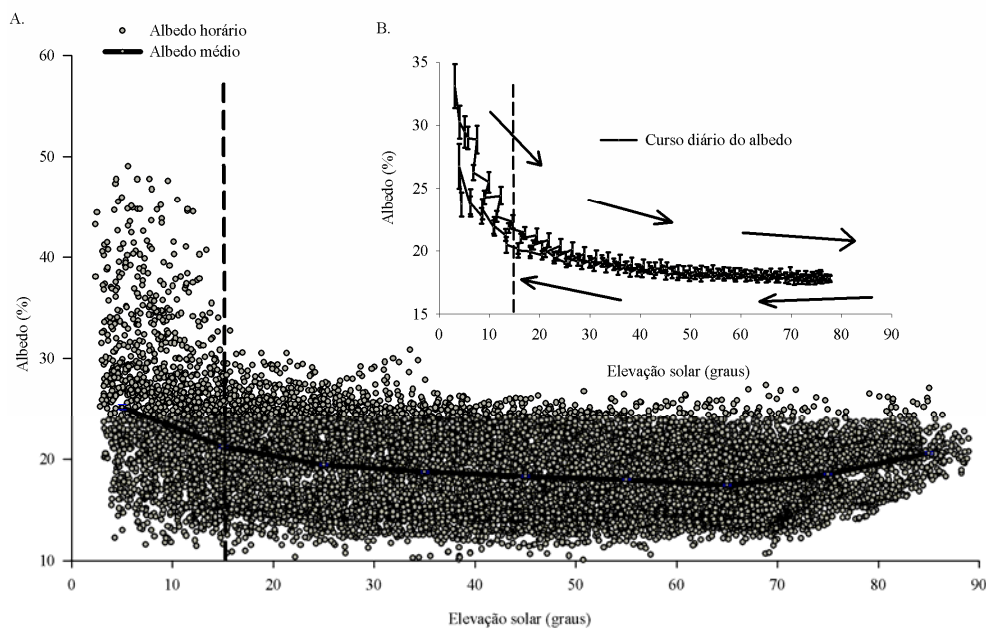 A.
Albedo horário
Albedo médio
B.
60
50
40
30
20
10
Albedo (%)
0 10 20 30 40 50 60 70 80 90
Elevação solar (graus)
35
30
25
20
15
Albedo (%)
Curso diário do albedo
0 10 20 30 40 50 60 70 80 90
Elevação solar (graus)